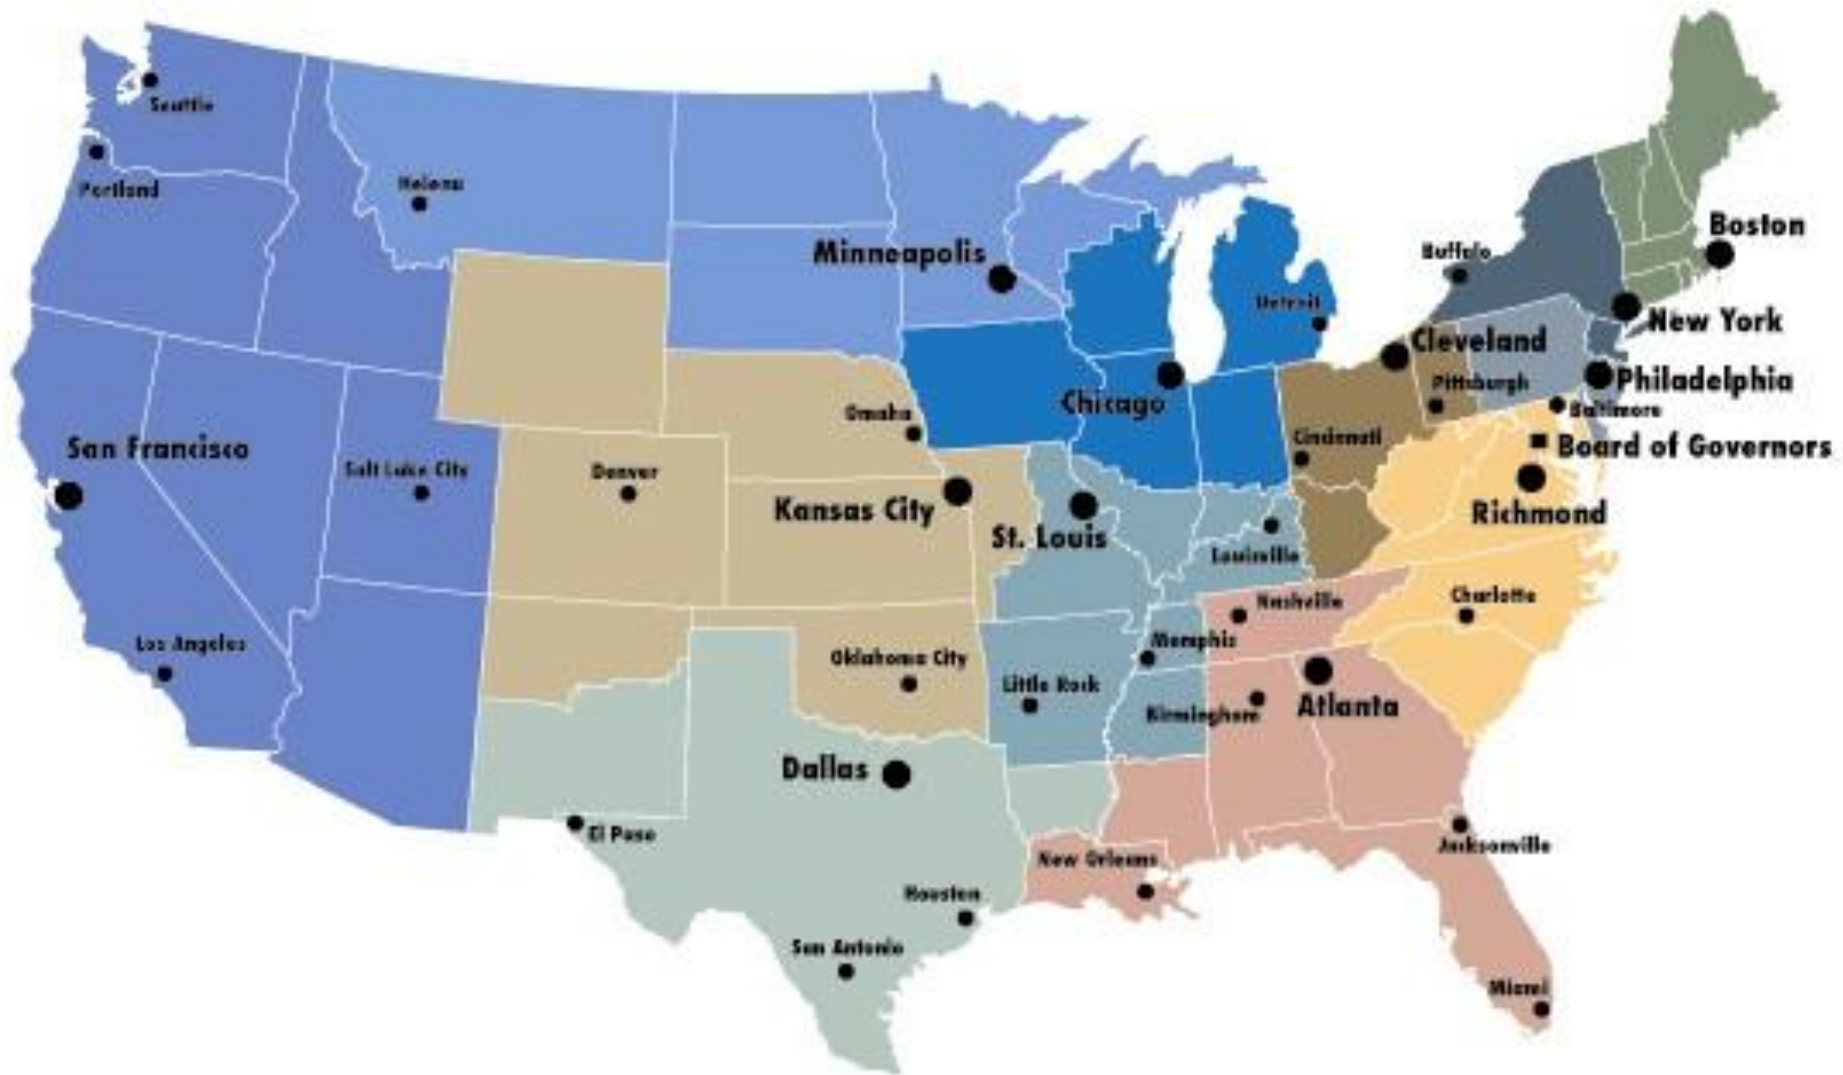 Seattle
Portland
Helena
Minneapolis
Buffalo
Boston
Detroit
New York
Cleveland
Chicago
Pittsburgh
Philadelphia
Omaha
Baltimore
San Francisco
Salt Lake City
Denver
Cincinnati
Board of Governors
Kansas City
St. Louis
Richmond
Louisville
Los Angeles
Nashville
Charlotte
Oklahoma City
Memphis
Little Rock
Birmingham
Atlanta
Dallas
El Paso
Jacksonville
New Orleans
Houston
San Antonio
Miami